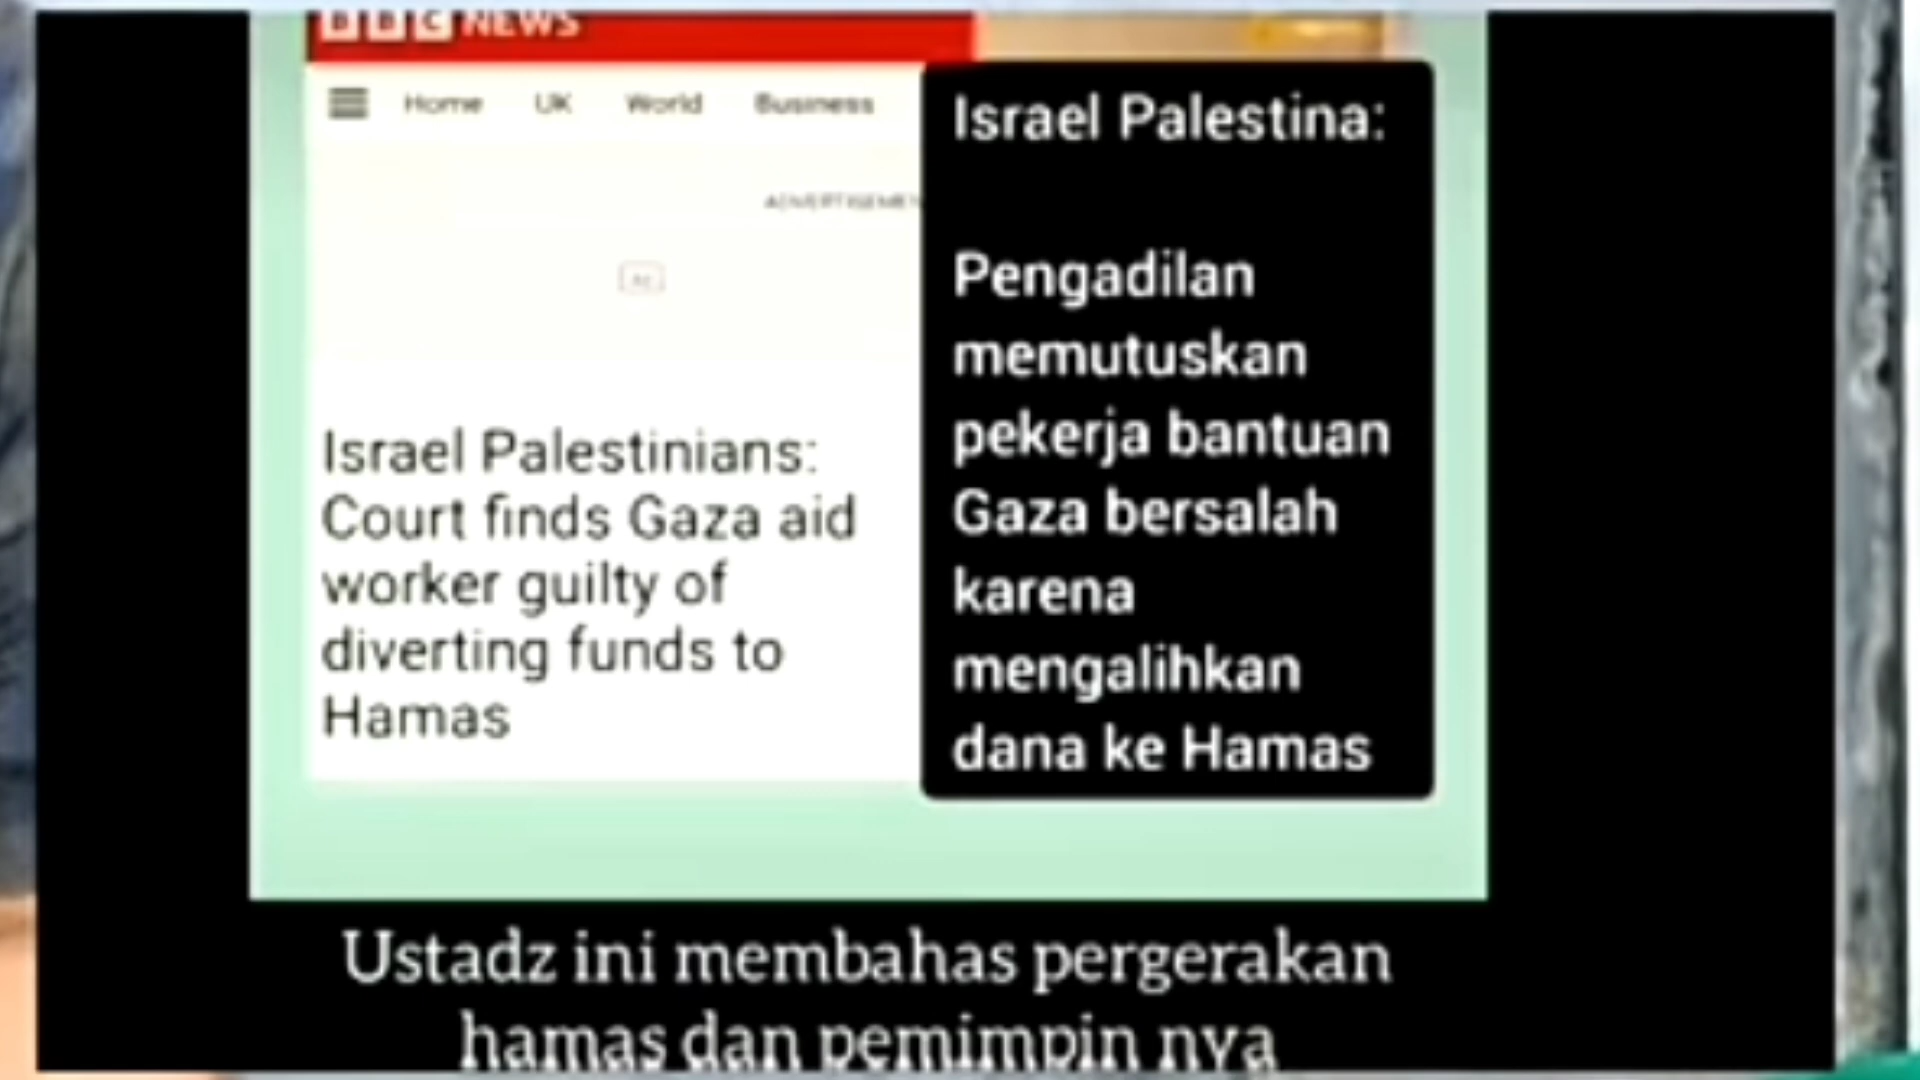 BBC NEWS
Home UK World Business
ADVERTISEMEN
Israel Palestinians:
Court finds Gaza aid
worker guilty of
diverting funds to
Hamas
Israel Palestina:
Pengadilan
memutuskan
pekerja bantuan
Gaza bersalah
karena
mengalihkan
dana ke Hamas
Ustadz ini membahas pergerakan
hamas dan pemimpin nya